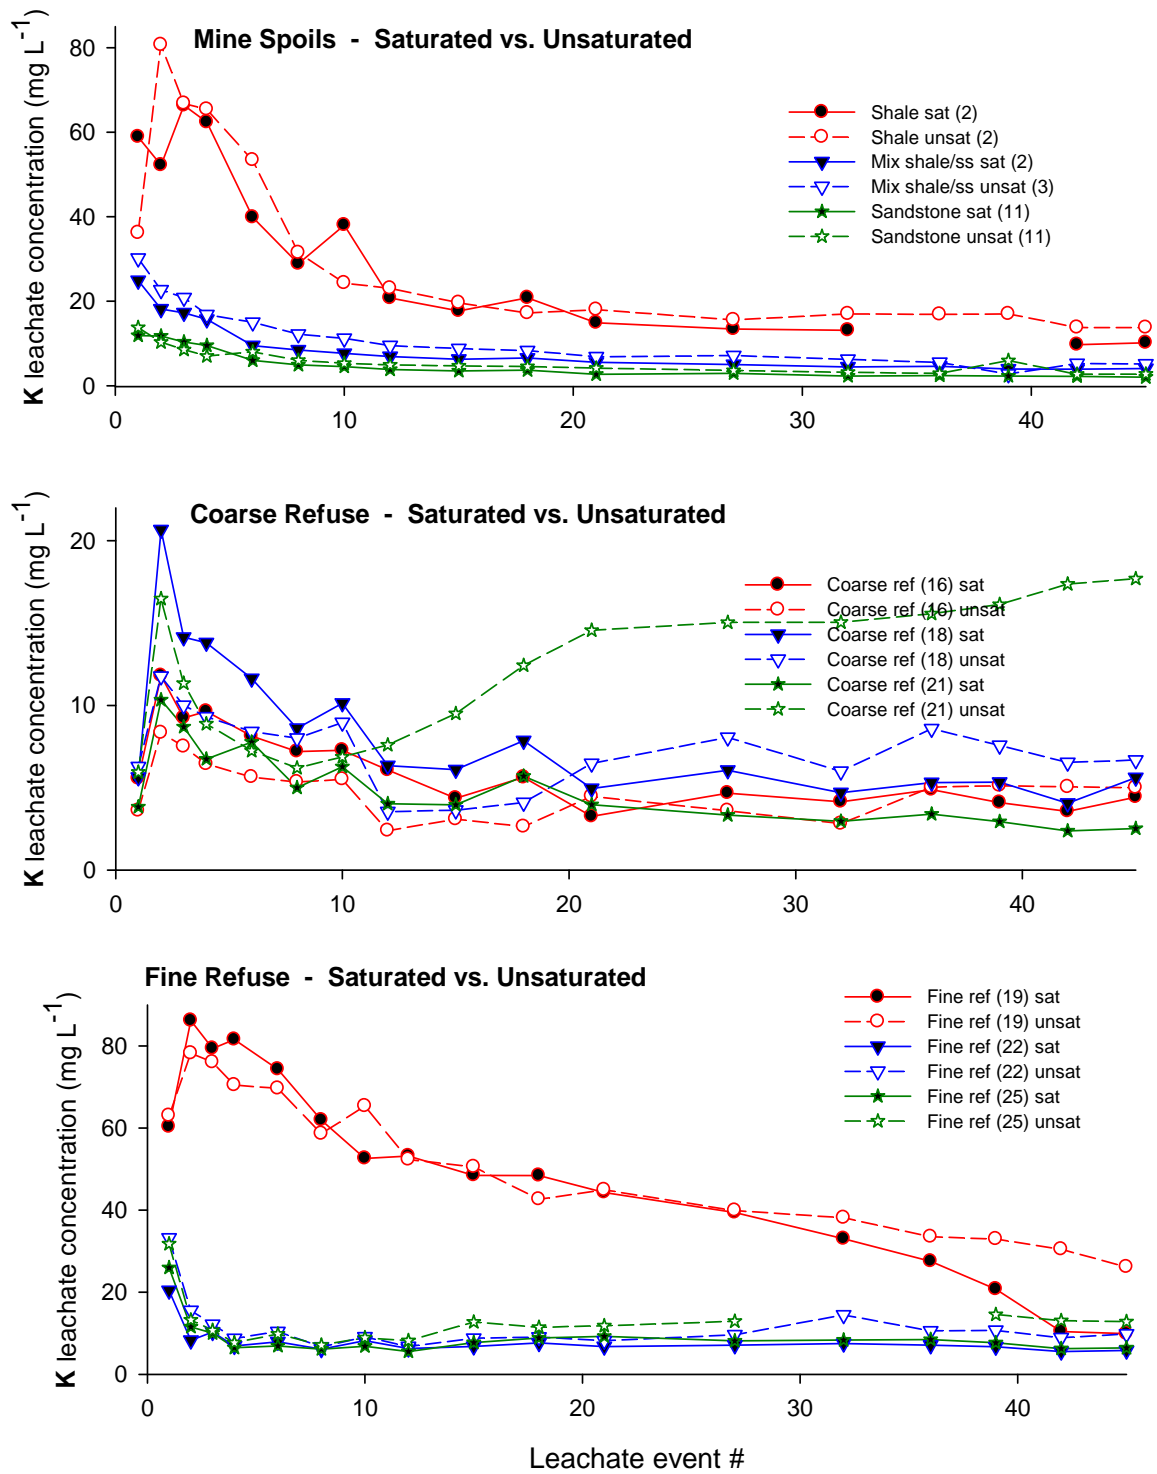 Mine Spoils - Saturated vs. Unsaturated
K leachate concentration (mg L-1)
80
60
40
20
0
Shale sat (2)
Shale unsat (2)
Mix shale/ss sat (2)
Mix shale/ss unsat (3)
Sandstone sat (11)
Sandstone unsat (11)
0 10 20 30 40
Coarse Refuse - Saturated vs. Unsaturated
K leachate concentration (mg L-1)
20
10
0
Coarse ref (16) sat
Coarse ref (16) unsat
Coarse ref (18) sat
Coarse ref (18) unsat
Coarse ref (21) sat
Coarse ref (21) unsat
0 10 20 30 40
Fine Refuse - Saturated vs. Unsaturated
K leachate concentration (mg L-1)
80
60
40
20
0
Fine ref (19) sat
Fine ref (19) unsat
Fine ref (22) sat
Fine ref (22) unsat
Fine ref (25) sat
Fine ref (25) unsat
0 10 20 30 40
Leachate event #